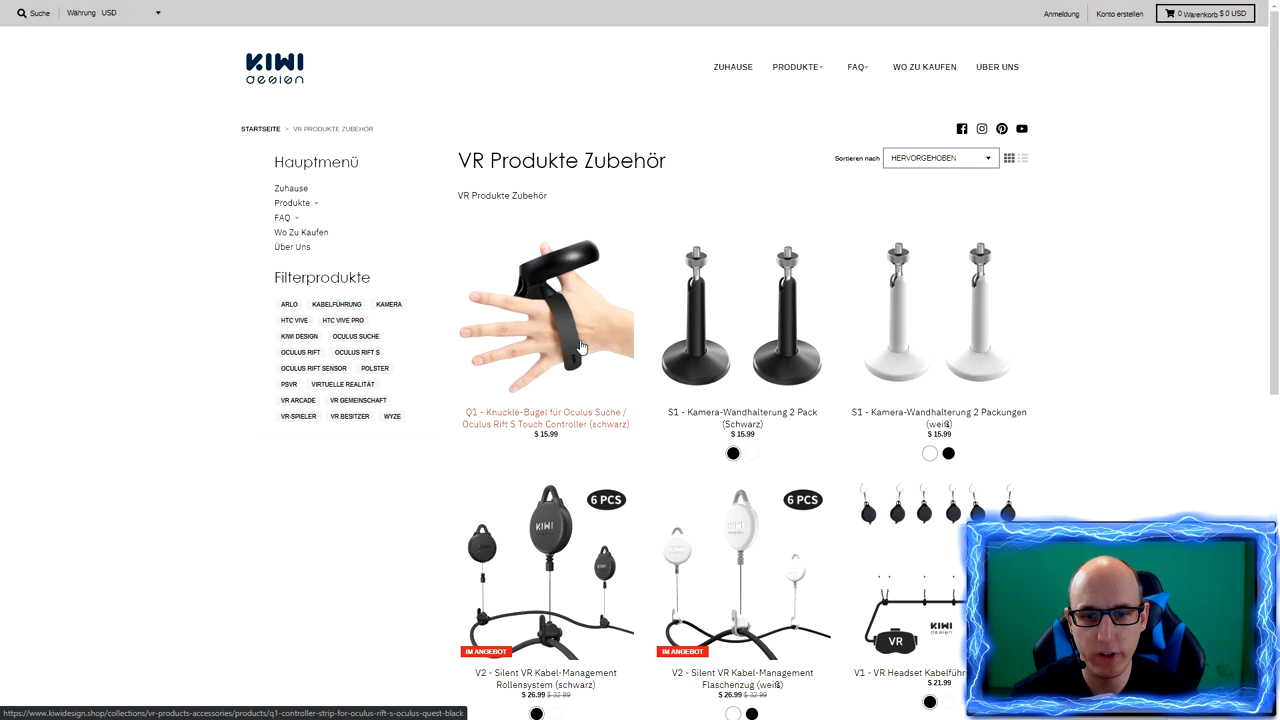 Suche
Währung USD
Anmeldung
Konto erstellen
0 Warenkorb $ 0 USD
KIWI
design
ZUHAUSE
PRODUKTE
FAQ
WO ZU KAUFEN
ÜBER UNS
STARTSEITE > VR PRODUKTE ZUBEHÖR
Hauptmenü
Zuhause
Produkte
FAQ
Wo Zu Kaufen
Über Uns
Filterprodukte
ARLO KABELFÜHRUNG KAMERA
HTC VIVE HTC VIVE PRO
KIWI DESIGN OCULUS SUCHE
OCULUS RIFT OCULUS RIFT S
OCULUS RIFT SENSOR POLSTER
PSVR VIRTUELLE REALITÄT
VR ARCADE VR GEMEINSCHAFT
VR-SPIELER VR BESITZER WYZE
VR Produkte Zubehör
Sortieren nach HERVORGEHOBEN
VR Produkte Zubehör
Q1 - Knuckle-Bügel für Oculus Suche /
Oculus Rift S Touch Controller (schwarz)
$ 15.99
S1 - Kamera-Wandhalterung 2 Pack
(Schwarz)
$ 15.99
S1 - Kamera-Wandhalterung 2 Packungen
(weiß)
$ 15.99
6 PCS
KIWI
IM ANGEBOT
V2 - Silent VR Kabel-Management
Rollensystem (schwarz)
$ 26.99 $ 32.99
6 PCS
IM ANGEBOT
V2 - Silent VR Kabel-Management
Flaschenzug (weiß)
$ 26.99 $ 32.99
KIWI
design
VR
V1 - VR Headset Kabelführ
$ 21.99
https://www.kiwidesign.shop/collections/vr-products-accessories/products/q1-controller-strip-for-oculus-rift-s-oculus-quest-black